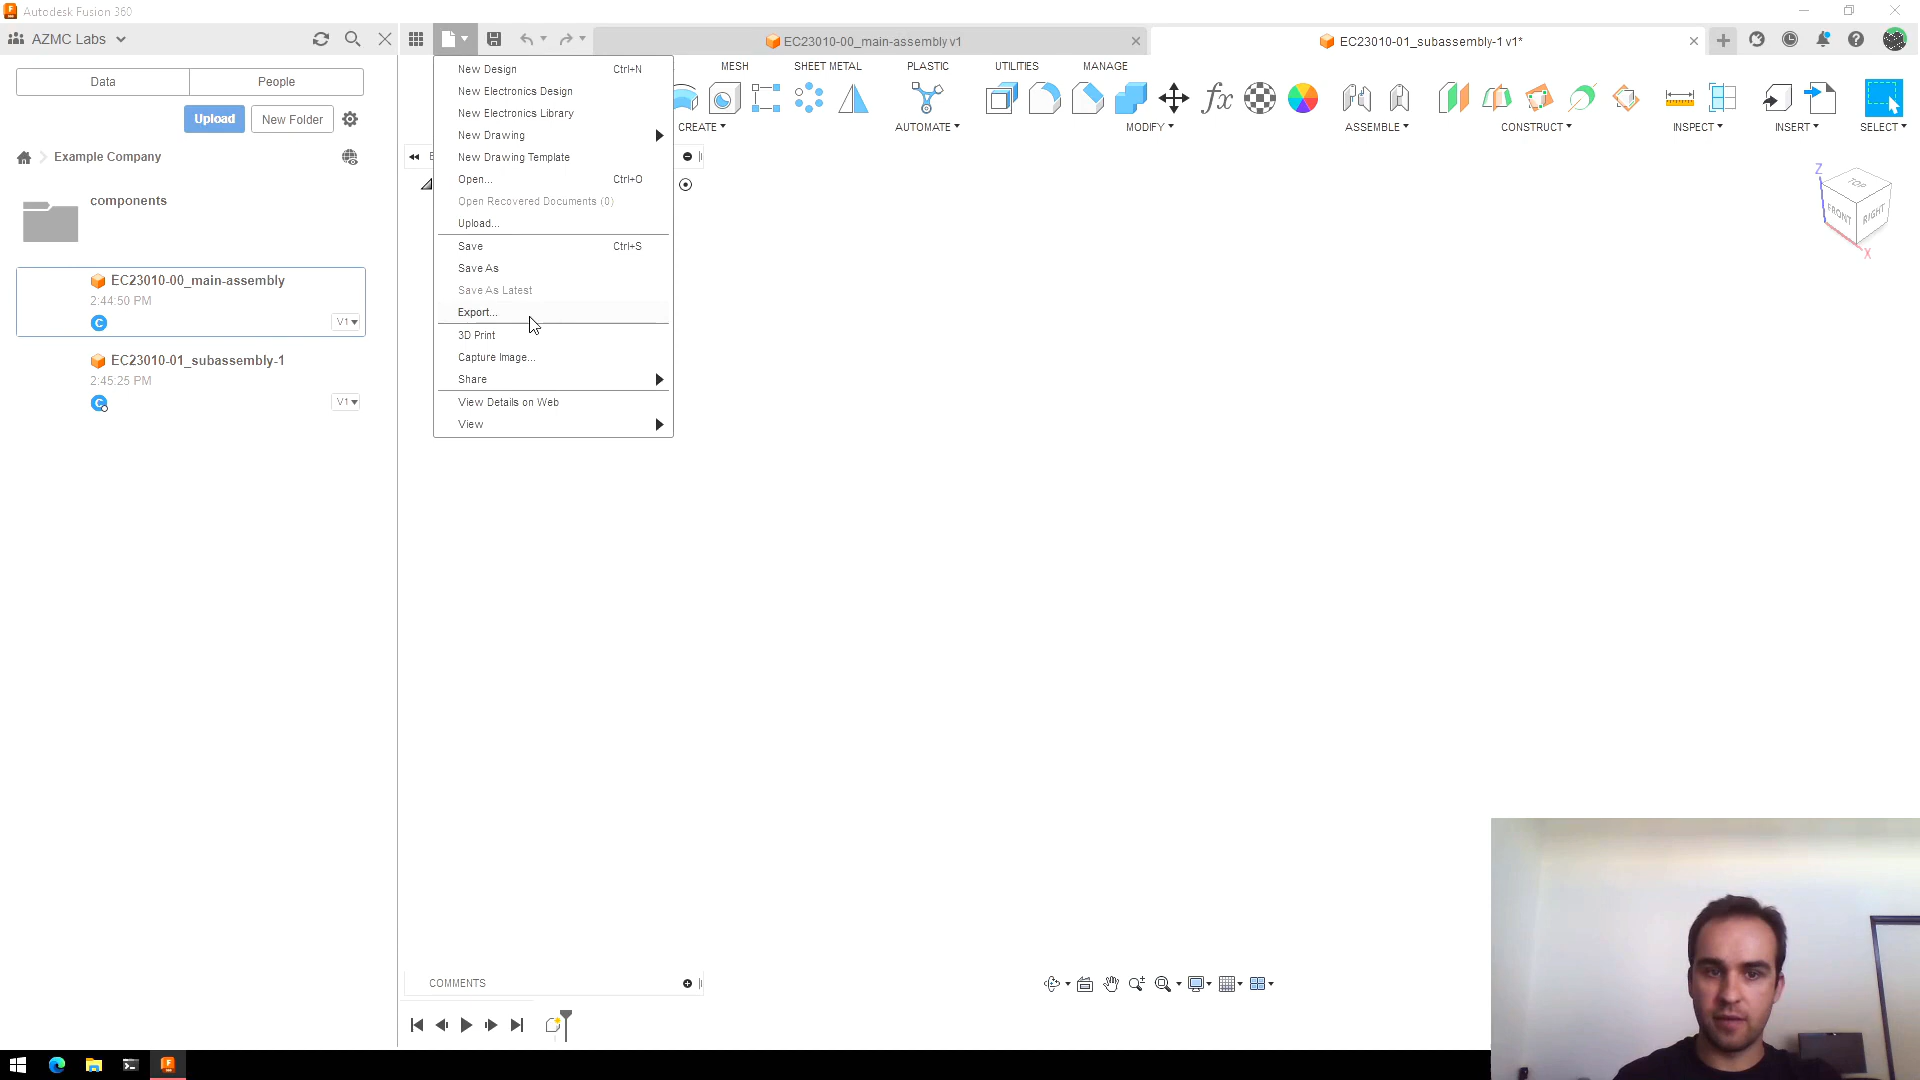 Autodesk Fusion 360
AZMC Labs
EC23010-00_main-assembly v1
EC23010-01_subassembly-1 v1*
Data
People
Upload
New Folder
Example Company
components
EC23010-00_main-assembly
2:44:50 PM
C
V1
EC23010-01_subassembly-1
2:45:25 PM
C
V1
New Design Ctrl+N
New Electronics Design
New Electronics Library
New Drawing
New Drawing Template
Open... Ctrl+O
Open Recovered Documents (0)
Upload...
Save Ctrl+S
Save As
Save As Latest
Export...
3D Print
Capture Image...
Share
View Details on Web
View
MESH
SHEET METAL
PLASTIC
UTILITIES
MANAGE
fx
CREATE
AUTOMATE
MODIFY
ASSEMBLE
CONSTRUCT
INSPECT
INSERT
SELECT
Z
TOP
FRONT
RIGHT
X
COMMENTS